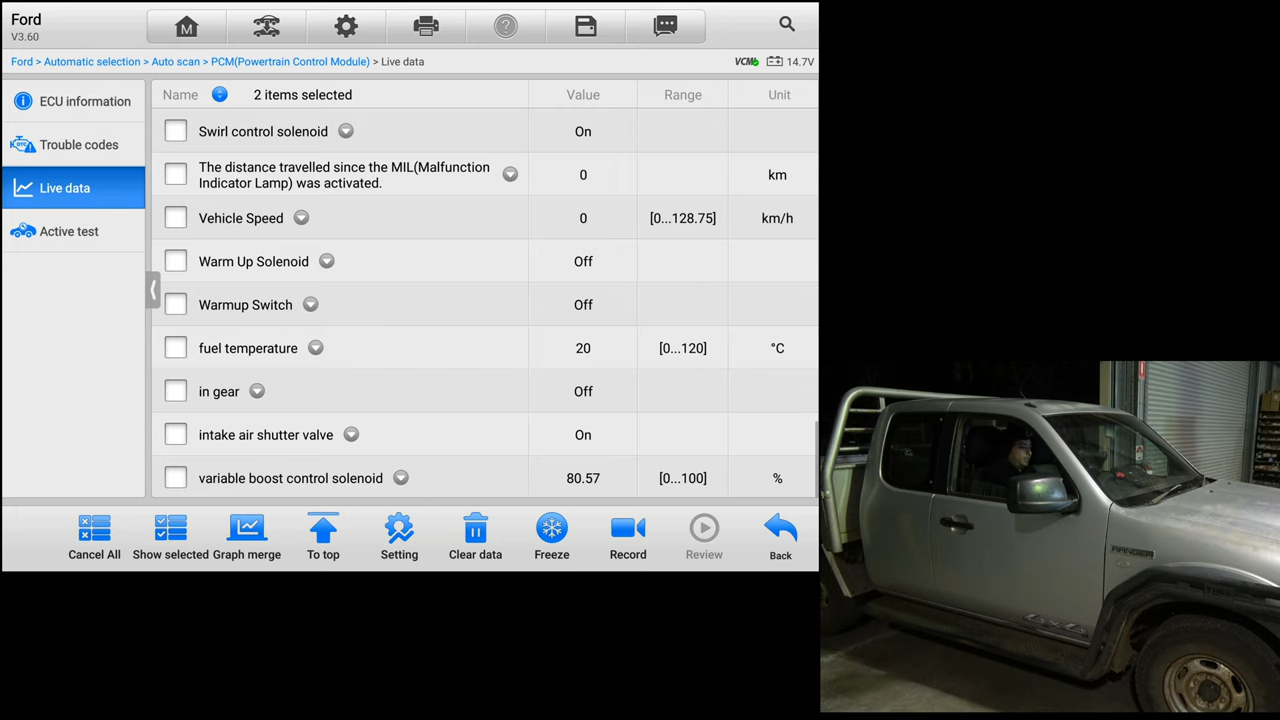 Ford
V3.60
M
?
Ford > Automatic selection > Auto scan > PCM(Powertrain Control Module) > Live data
VCMI 14.7V
ECU information
Trouble codes
Live data
Active test
Name 2 items selected Value Range Unit
Swirl control solenoid On
The distance travelled since the MIL(Malfunction
Indicator Lamp) was activated. 0 km
Vehicle Speed 0 [0...128.75] km/h
Warm Up Solenoid Off
Warmup Switch Off
fuel temperature 20 [0...120] °C
in gear Off
intake air shutter valve On
variable boost control solenoid 80.57 [0...100] %
Cancel All Show selected Graph merge To top Setting Clear data Freeze Record Review Back
RANGER
4x4